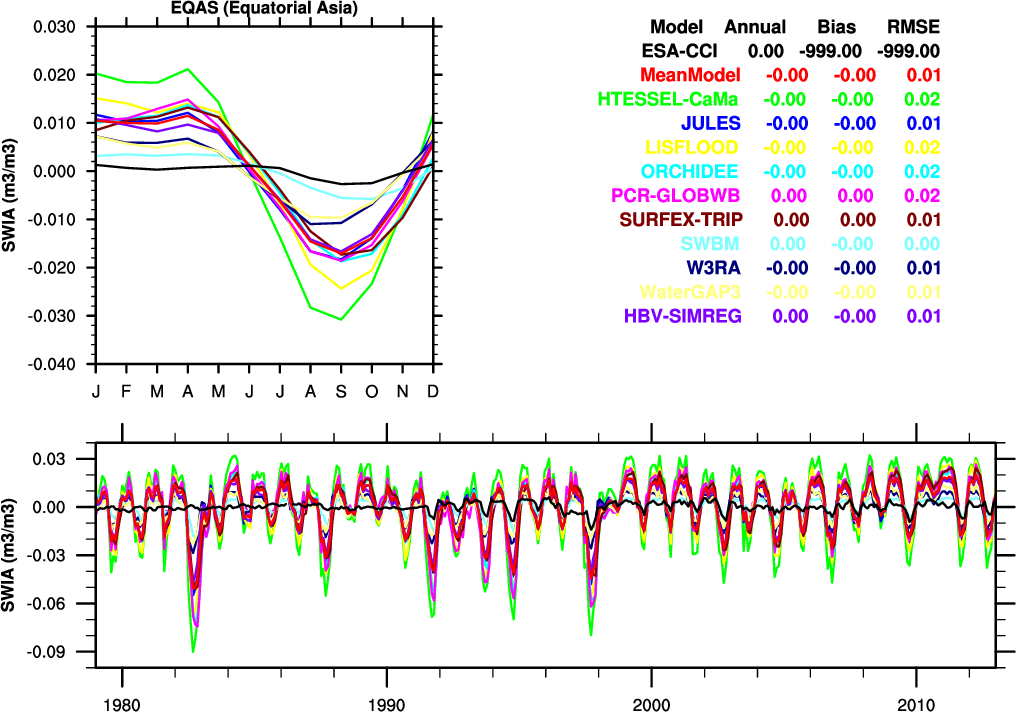 EQAS (Equatorial Asia)
0.030
0.020
0.010
0.000
-0.010
-0.020
-0.030
-0.040
SWIA (m3/m3)
J F M A M J J A S O N D
Model Annual Bias RMSE
ESA-CCI 0.00 -999.00 -999.00
MeanModel -0.00 -0.00 0.01
HTESSEL-CaMa -0.00 -0.00 0.02
JULES -0.00 -0.00 0.01
LISFLOOD -0.00 -0.00 0.02
ORCHIDEE -0.00 -0.00 0.02
PCR-GLOBWB 0.00 0.00 0.02
SURFEX-TRIP 0.00 0.00 0.01
SWBM 0.00 -0.00 0.00
W3RA -0.00 -0.00 0.01
WaterGAP3 -0.00 -0.00 0.01
HBV-SIMREG 0.00 -0.00 0.01
0.03
0.00
-0.03
-0.06
-0.09
SWIA (m3/m3)
1980 1990 2000 2010